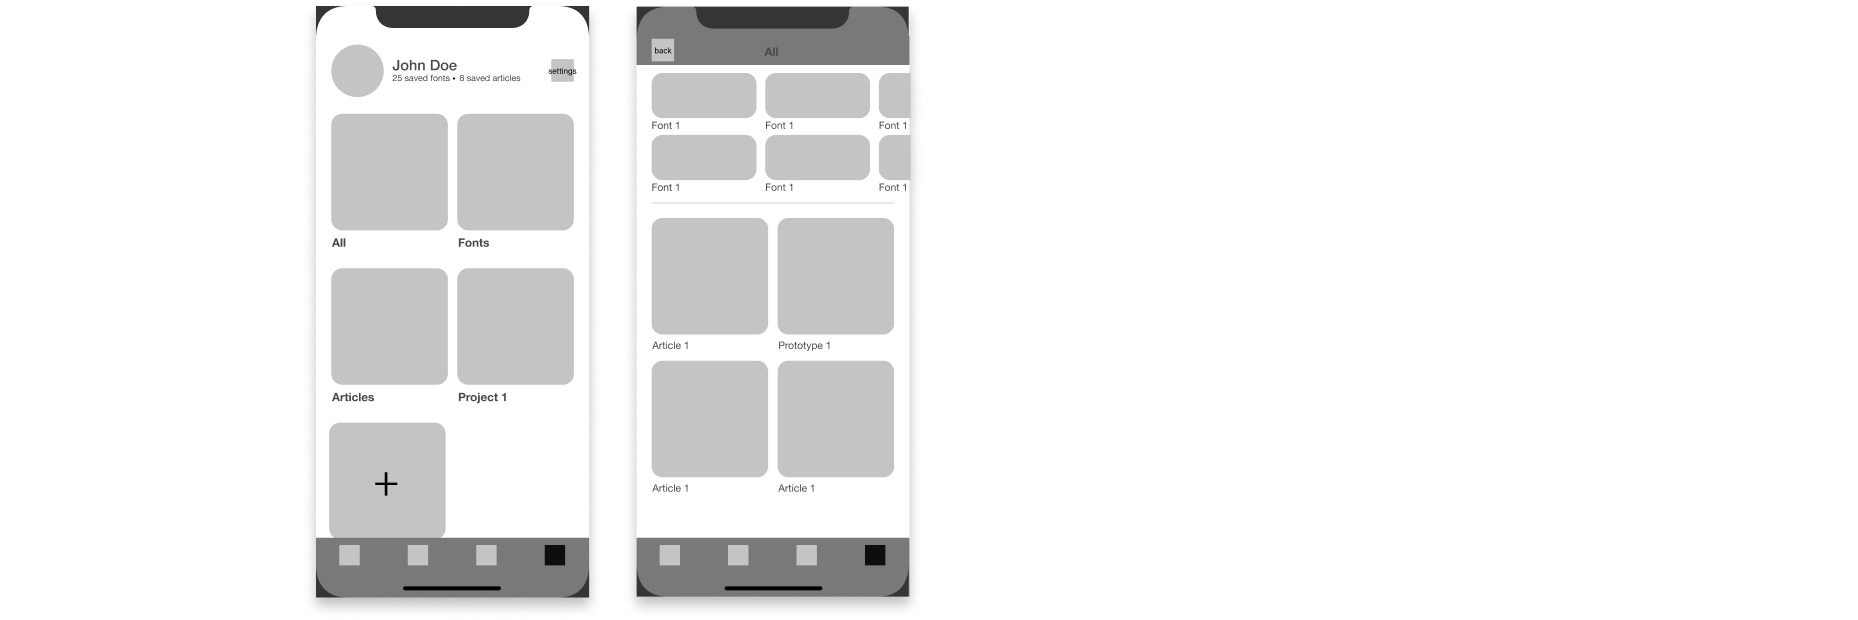 John Doe
25 saved fonts • 8 saved articles
settings
All
Fonts
Articles
Project 1
back
All
Font 1
Font 1
Font 1
Font 1
Font 1
Font 1
Article 1
Prototype 1
Article 1
Article 1